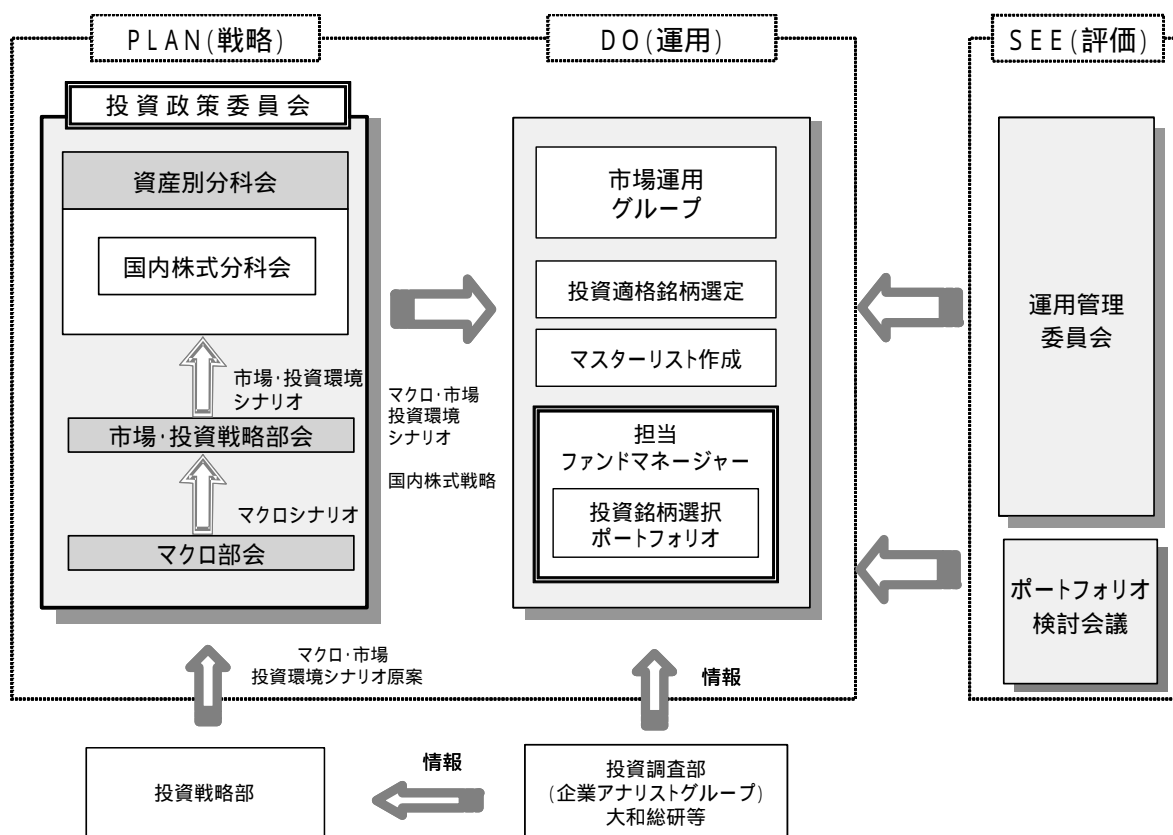 PLAN(戦略)
DO(運用)
SEE(評価)
投資政策委員会
資産別分科会
国内株式分科会
市場･投資環境
シナリオ
市場･投資戦略部会
マクロシナリオ
マクロ部会
マクロ･市場
投資環境
シナリオ
国内株式戦略
市場運用
グループ
投資適格銘柄選定
マスターリスト作成
担当
ファンドマネージャー
投資銘柄選択
ポートフォリオ
運用管理
委員会
ポートフォリオ
検討会議
マクロ･市場
投資環境シナリオ原案
情報
投資戦略部
情報
投資調査部
(企業アナリストグループ)
大和総研等